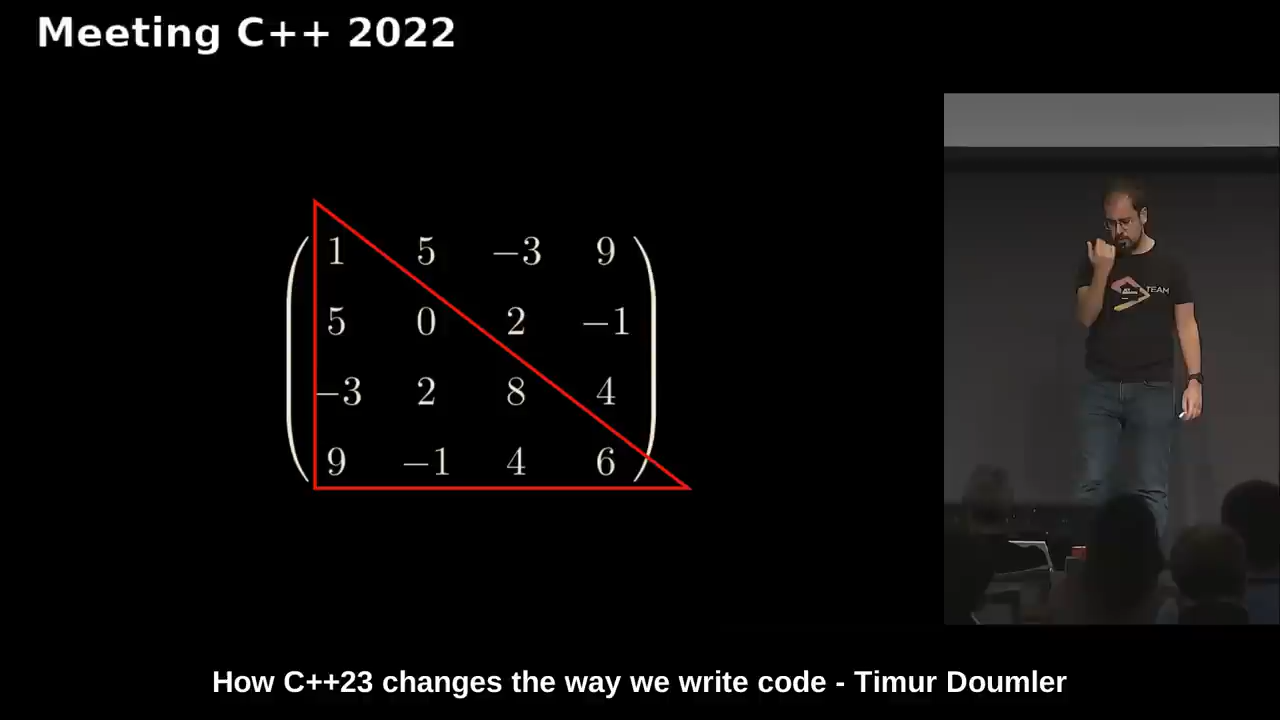 Meeting C++ 2022
1 5 −3 9
5 0 2 −1
−3 2 8 4
9 −1 4 6
TEAM
How C++23 changes the way we write code - Timur Doumler